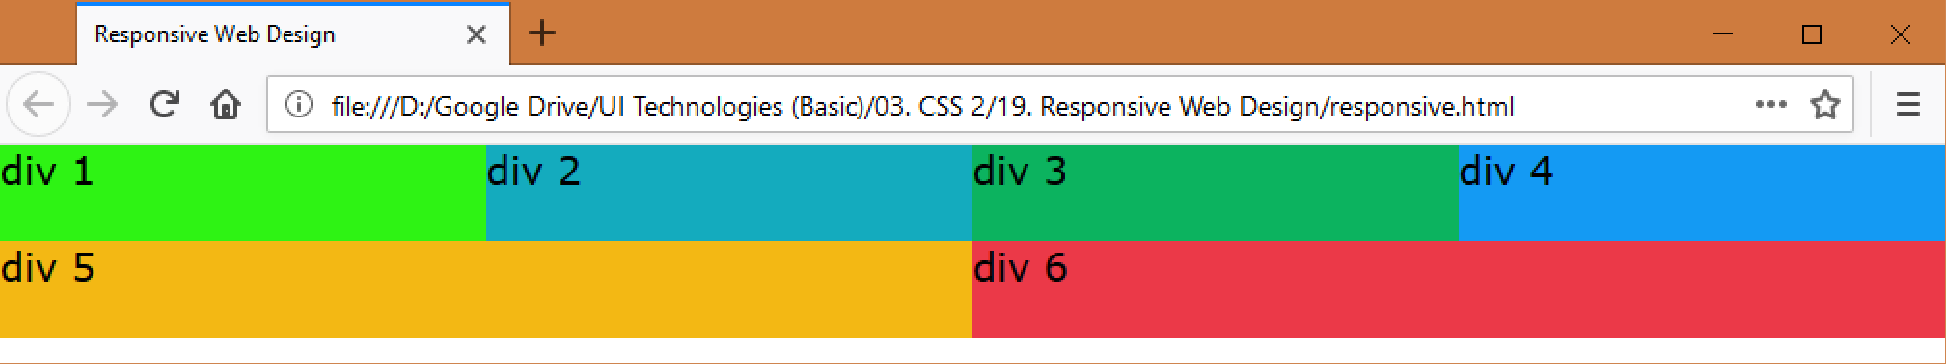 Responsive Web Design
file:///D:/Google Drive/UI Technologies (Basic)/03. CSS 2/19. Responsive Web Design/responsive.html
div 1 div 2 div 3 div 4
div 5 div 6